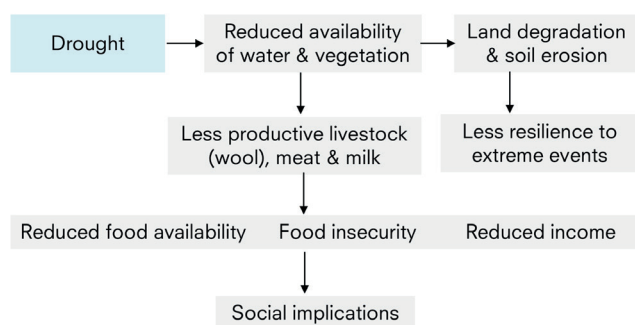 Drought
Reduced availability
of water & vegetation
Land degradation
& soil erosion
Less productive livestock
(wool), meat & milk
Less resilience to
extreme events
Reduced food availability
Food insecurity
Reduced income
Social implications